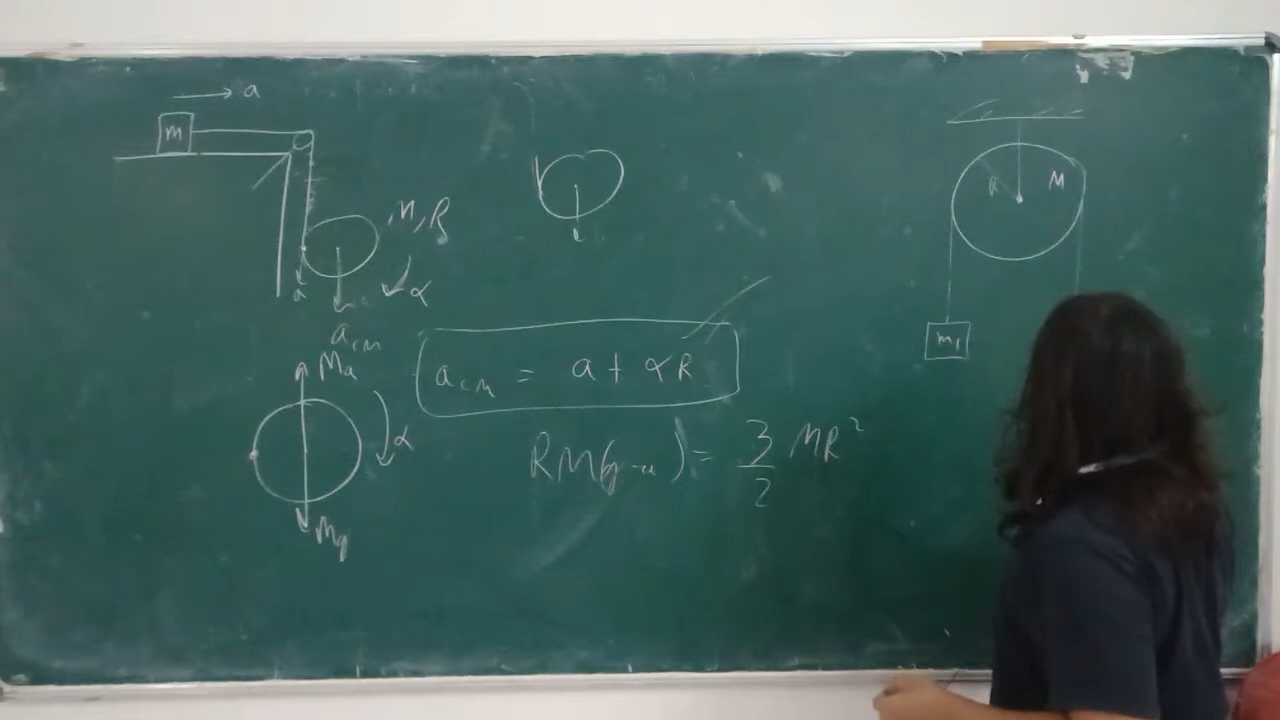 → a
m
M, R
a
α
a_cm
Ma
α
Mg
a_cm = a + αR
RM(g-a) = 3/2 MR²
R M
m₁